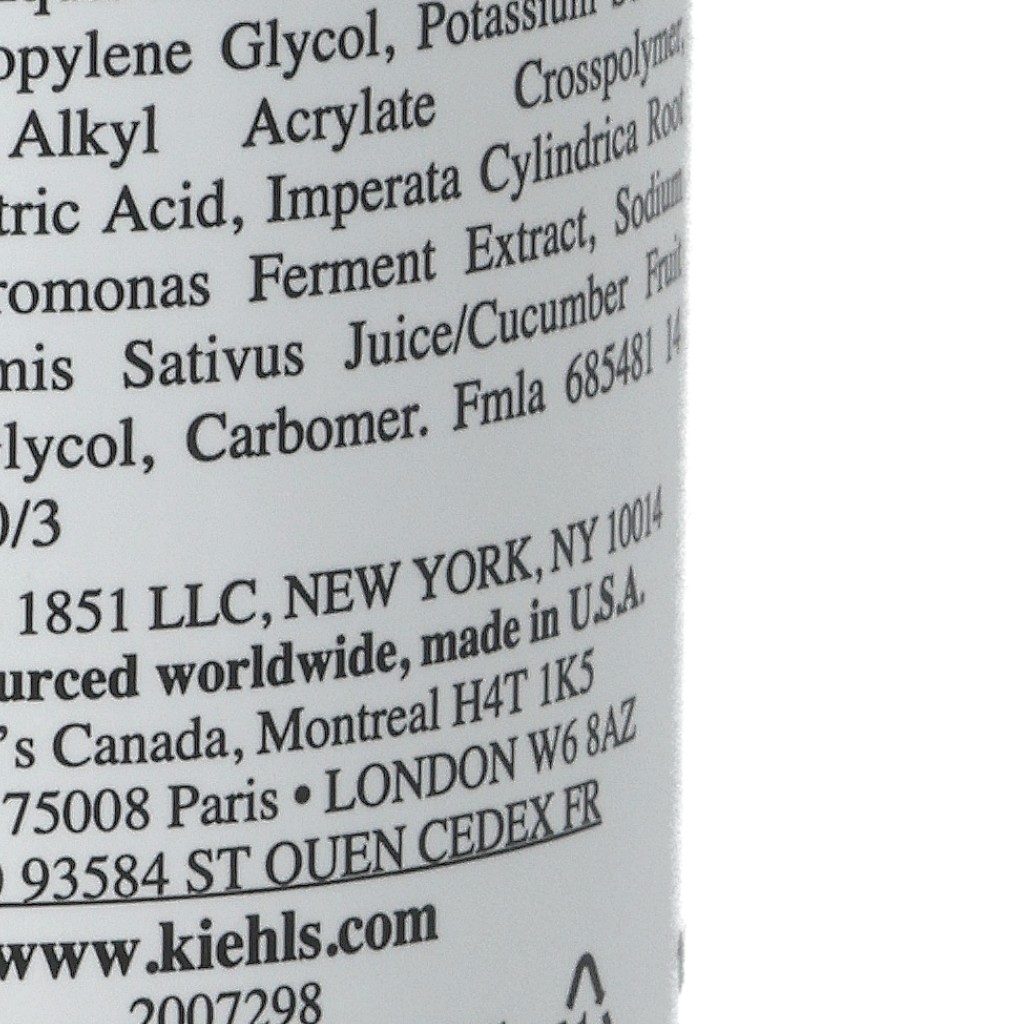 opylene Glycol, Potassium
Alkyl Acrylate Crosspolymer,
tric Acid, Imperata Cylindrica Root
romonas Ferment Extract, Sodium
mis Sativus Juice/Cucumber Fruit
lycol, Carbomer. Fmla 685481 14
0/3
1851 LLC, NEW YORK, NY 10014
urced worldwide, made in U.S.A.
's Canada, Montreal H4T 1K5
75008 Paris • LONDON W6 8AZ
93584 ST OUEN CEDEX FR
www.kiehls.com
2007298